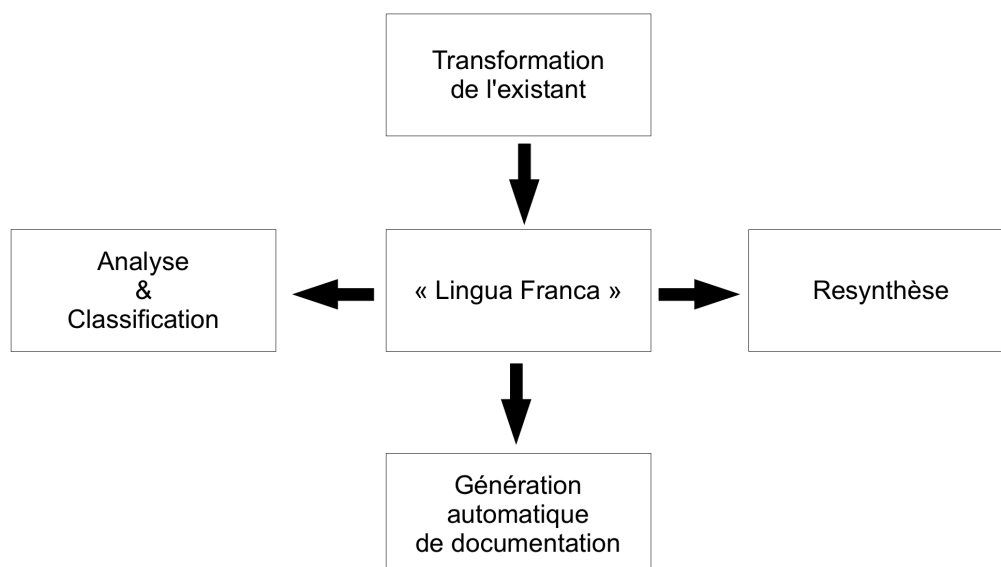 Transformation
de l'existant
Analyse
&
Classification
« Lingua Franca »
Resynthèse
Génération
automatique
de documentation